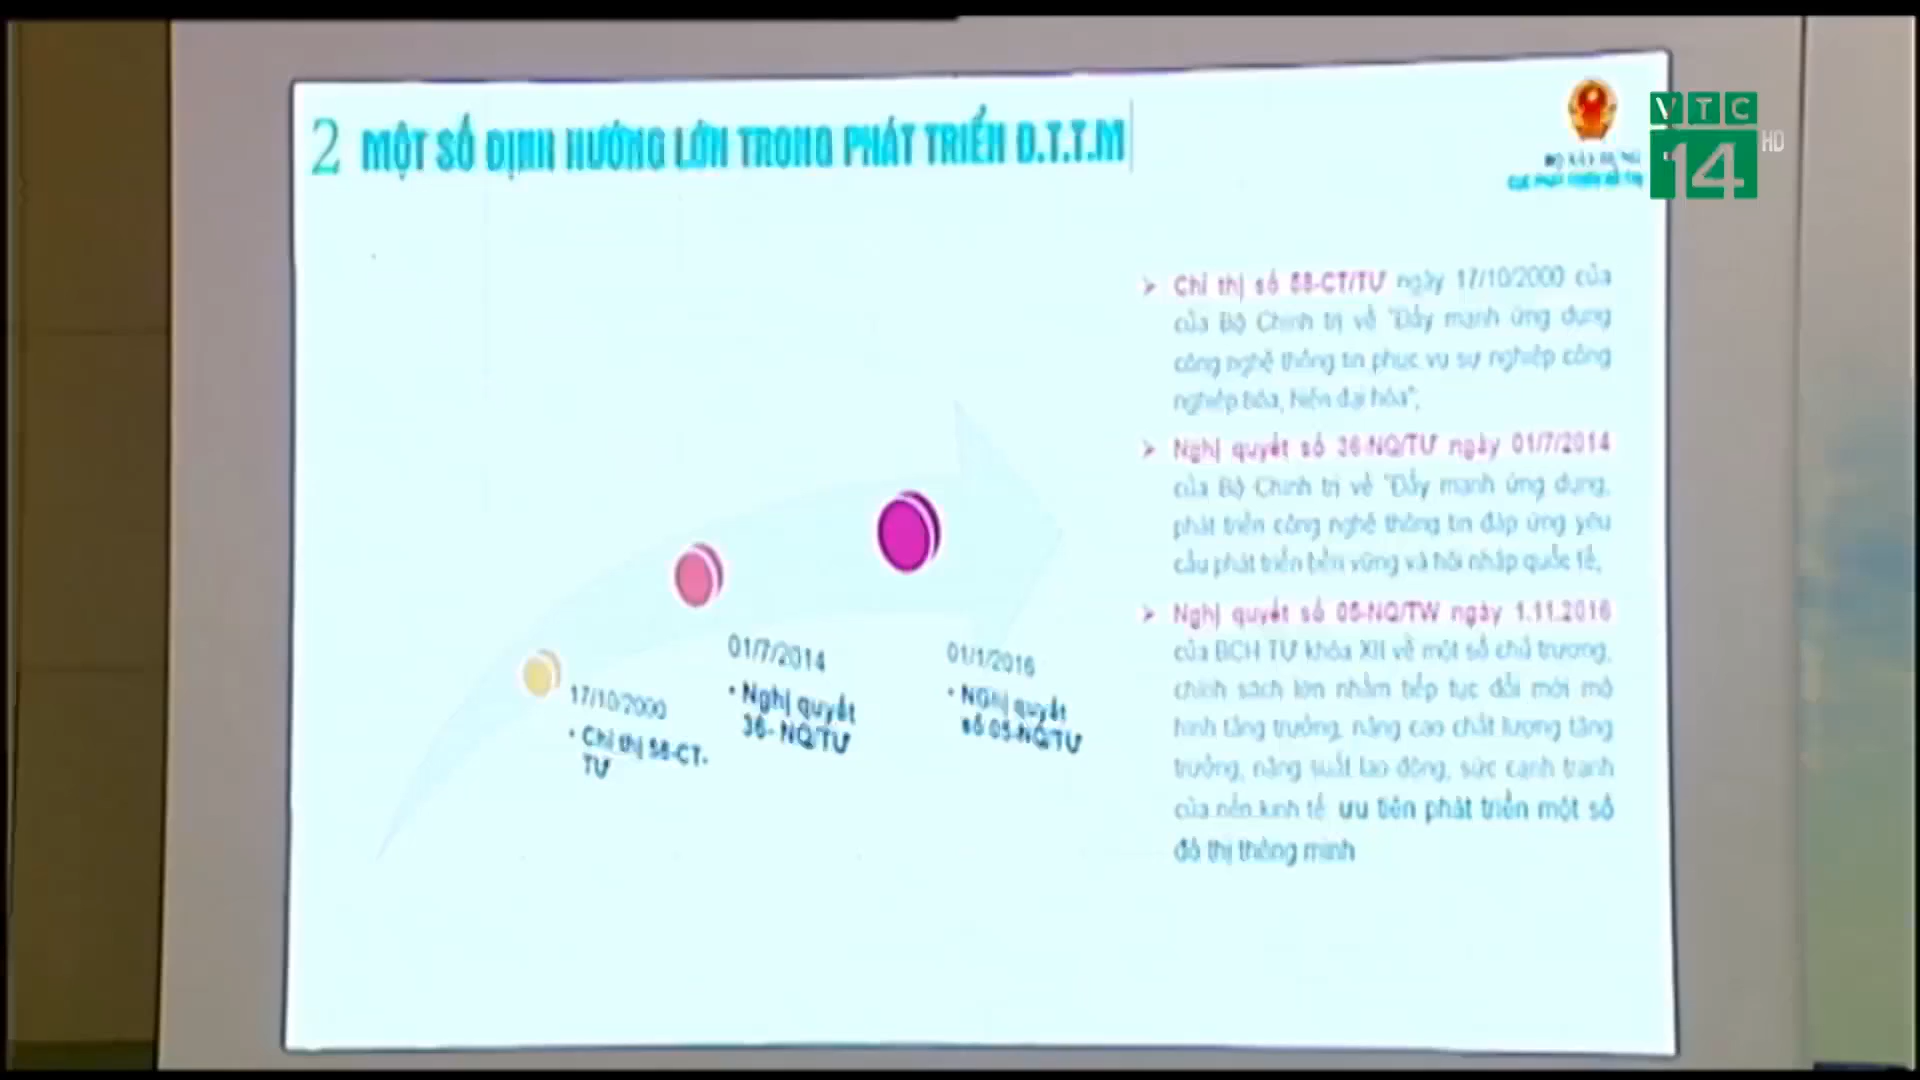 2 MỘT SỐ ĐỊNH HƯỚNG LỚN TRONG PHÁT TRIỂN Đ.T.T.M
BỘ XÂY DỰNG
CỤC PHÁT TRIỂN ĐÔ THỊ
VTC
14 HD
➢ Chỉ thị số 58-CT/TƯ ngày 17/10/2000 của
của Bộ Chính trị về "Đẩy mạnh ứng dụng
công nghệ thông tin phục vụ sự nghiệp công
nghiệp hóa, hiện đại hóa";
➢ Nghị quyết số 36-NQ/TƯ ngày 01/7/2014
của Bộ Chính trị về "Đẩy mạnh ứng dụng,
phát triển công nghệ thông tin đáp ứng yêu
cầu phát triển bền vững và hội nhập quốc tế,
➢ Nghị quyết số 05-NQ/TW ngày 1.11.2016
của BCH TƯ khóa XII về một số chủ trương,
chính sách lớn nhằm tiếp tục đổi mới mô
hình tăng trưởng, nâng cao chất lượng tăng
trưởng, năng suất lao động, sức cạnh tranh
của nền kinh tế ưu tiên phát triển một số
đô thị thông minh
17/10/2000
• Chỉ thị 58-CT-
TƯ
01/7/2014
• Nghị quyết
36- NQ/TƯ
01/1/2016
• NGhị quyết
số 05-NQ/TƯ